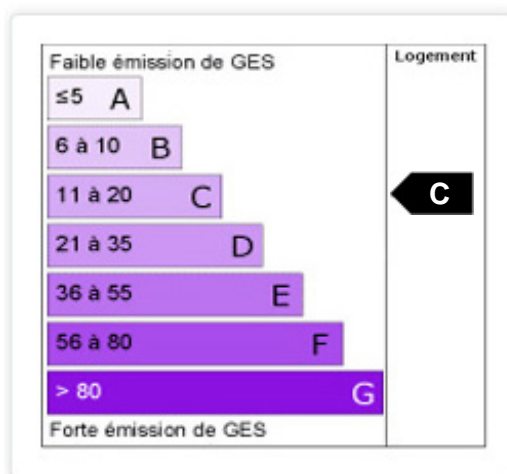 Faible émission de GES
Logement
≤5 A
6 à 10 B
11 à 20 C
C
21 à 35 D
36 à 55 E
56 à 80 F
> 80 G
Forte émission de GES